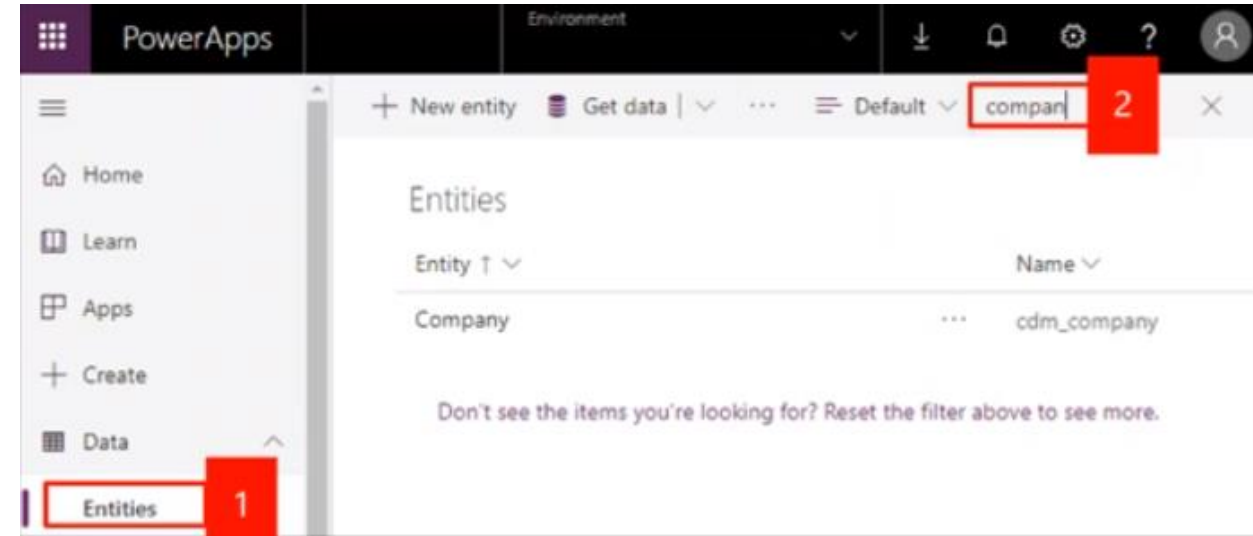 PowerApps
Environment
?
+ New entity Get data | ... Default compan 2
Home
Learn
Apps
+ Create
Data
Entities 1
Entities
Entity ↑ Name
Company ... cdm_company
Don't see the items you're looking for? Reset the filter above to see more.